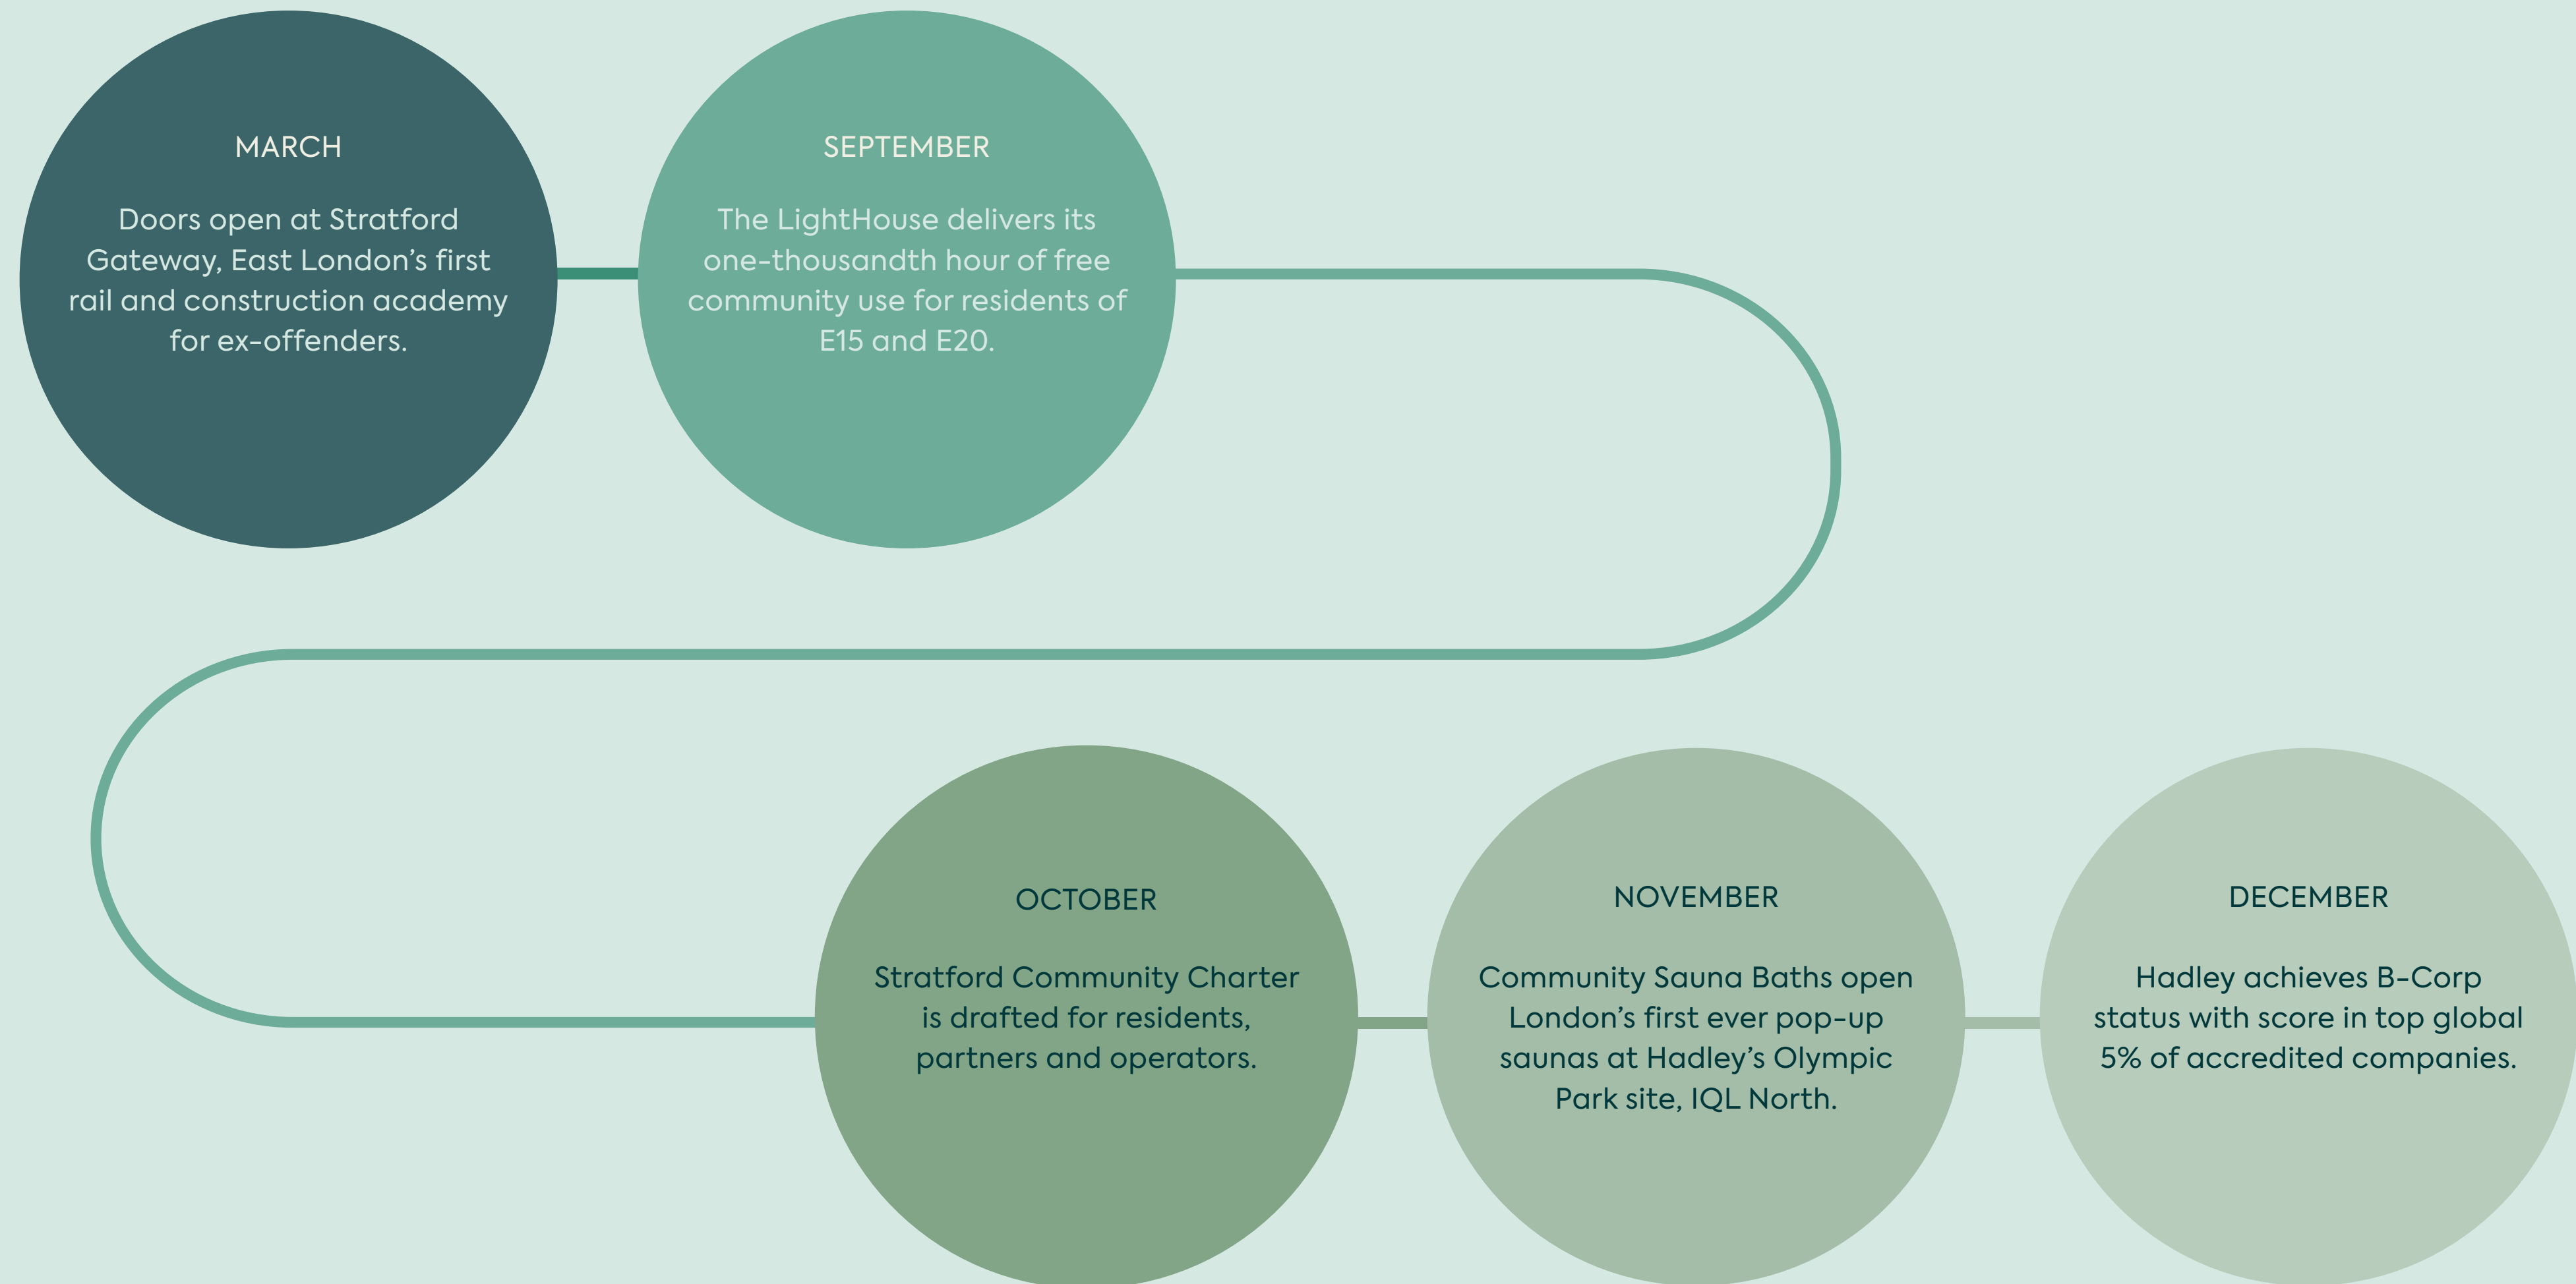 MARCH
Doors open at Stratford
Gateway, East London’s first
rail and construction academy
for ex-offenders.
SEPTEMBER
The LightHouse delivers its
one-thousandth hour of free
community use for residents of
E15 and E20.
OCTOBER
Stratford Community Charter
is drafted for residents,
partners and operators.
NOVEMBER
Community Sauna Baths open
London’s first ever pop-up
saunas at Hadley’s Olympic
Park site, IQL North.
DECEMBER
Hadley achieves B-Corp
status with score in top global
5% of accredited companies.